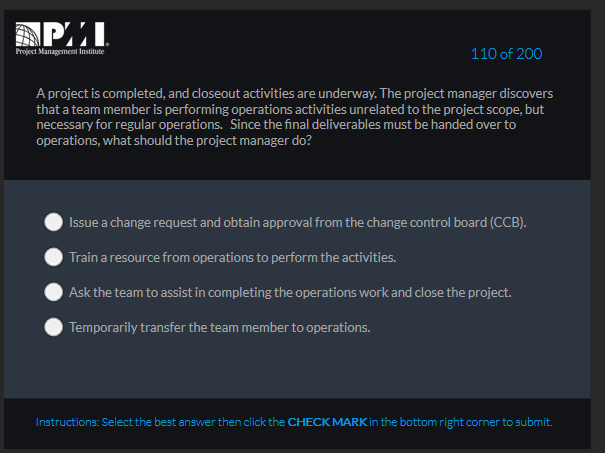 PMI
Project Management Institute
110 of 200
A project is completed, and closeout activities are underway. The project manager discovers
that a team member is performing operations activities unrelated to the project scope, but
necessary for regular operations.  Since the final deliverables must be handed over to
operations, what should the project manager do?
Issue a change request and obtain approval from the change control board (CCB).
Train a resource from operations to perform the activities.
Ask the team to assist in completing the operations work and close the project.
Temporarily transfer the team member to operations.
Instructions: Select the best answer then click the CHECK MARK in the bottom right corner to submit.